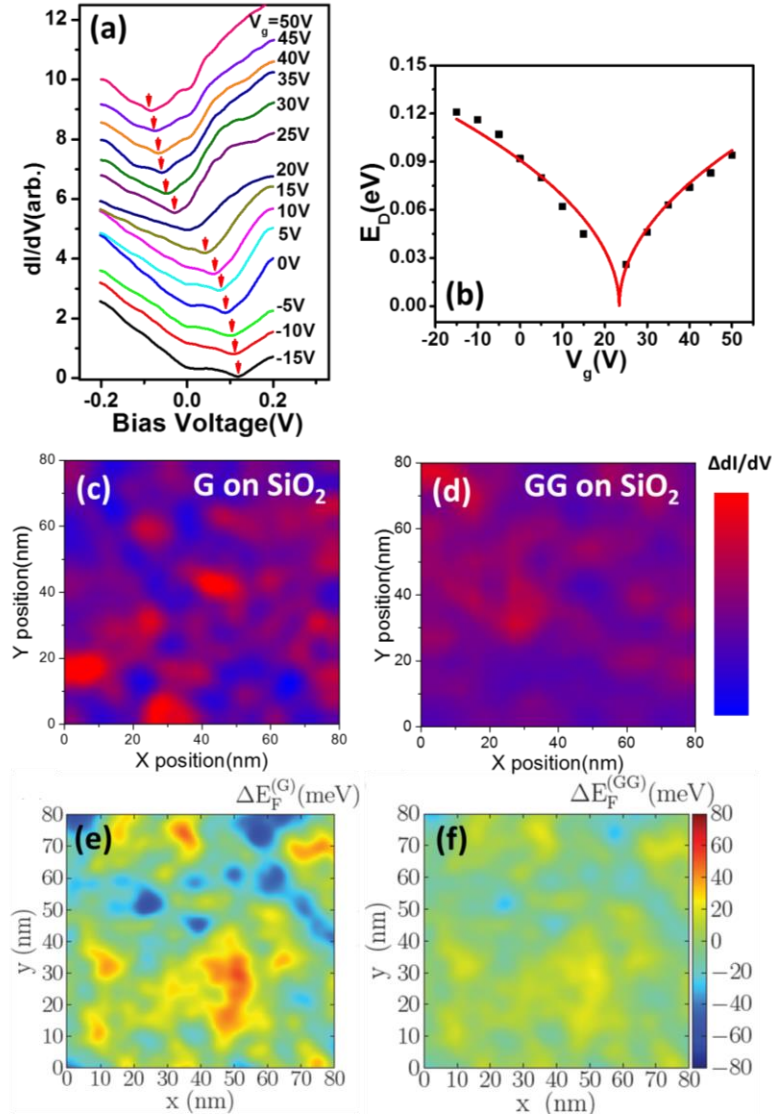 (a)
V_g=50V
45V
40V
35V
30V
25V
20V
15V
10V
5V
0V
-5V
-10V
-15V
dI/dV(arb.)
12
10
8
6
4
2
0
-0.2 0.0 0.2
Bias Voltage(V)
E_D(eV)
0.15
0.12
0.09
0.06
0.03
0.00
(b)
-20 -10 0 10 20 30 40 50
V_g(V)
(c) G on SiO₂
Y position(nm)
80
60
40
20
0
0 20 40 60 80
X position(nm)
(d) GG on SiO₂
Y position(nm)
80
60
40
20
0
0 20 40 60 80
X position(nm)
ΔdI/dV
ΔE_F^(G)(meV)
(e)
y (nm)
80
70
60
50
40
30
20
10
0
0 10 20 30 40 50 60 70 80
x (nm)
ΔE_F^(GG)(meV)
(f)
y (nm)
80
70
60
50
40
30
20
10
0
0 10 20 30 40 50 60 70 80
x (nm)
80
60
40
20
0
−20
−40
−60
−80